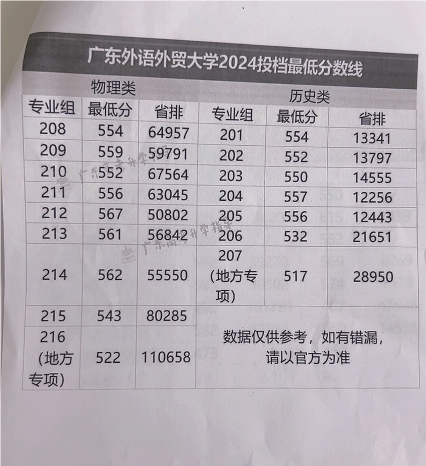 广东外语外贸大学2024投档最低分数线
物理类 历史类
专业组 最低分 省排 专业组 最低分 省排
208 554 64957 201 554 13341
209 559 59791 202 552 13797
210 552 67564 203 550 14555
211 556 63045 204 557 12256
212 567 50802 205 556 12443
213 561 56842 206 532 21651
214 562 55550 207（地方专项） 517 28950
215 543 80285
216（地方专项） 522 110658
数据仅供参考，如有错漏，
请以官方为准